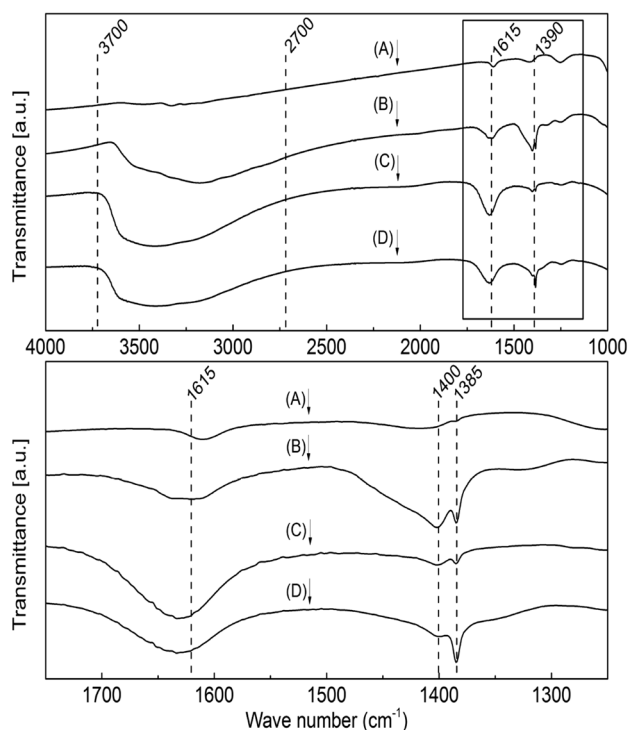 3700
2700
1615
1390
(A)
(B)
(C)
(D)
Transmittance [a.u.]
4000 3500 3000 2500 2000 1500 1000
1615
1400
1385
(A)
(B)
(C)
(D)
Transmittance [a.u.]
1700 1600 1500 1400 1300
Wave number (cm⁻¹)